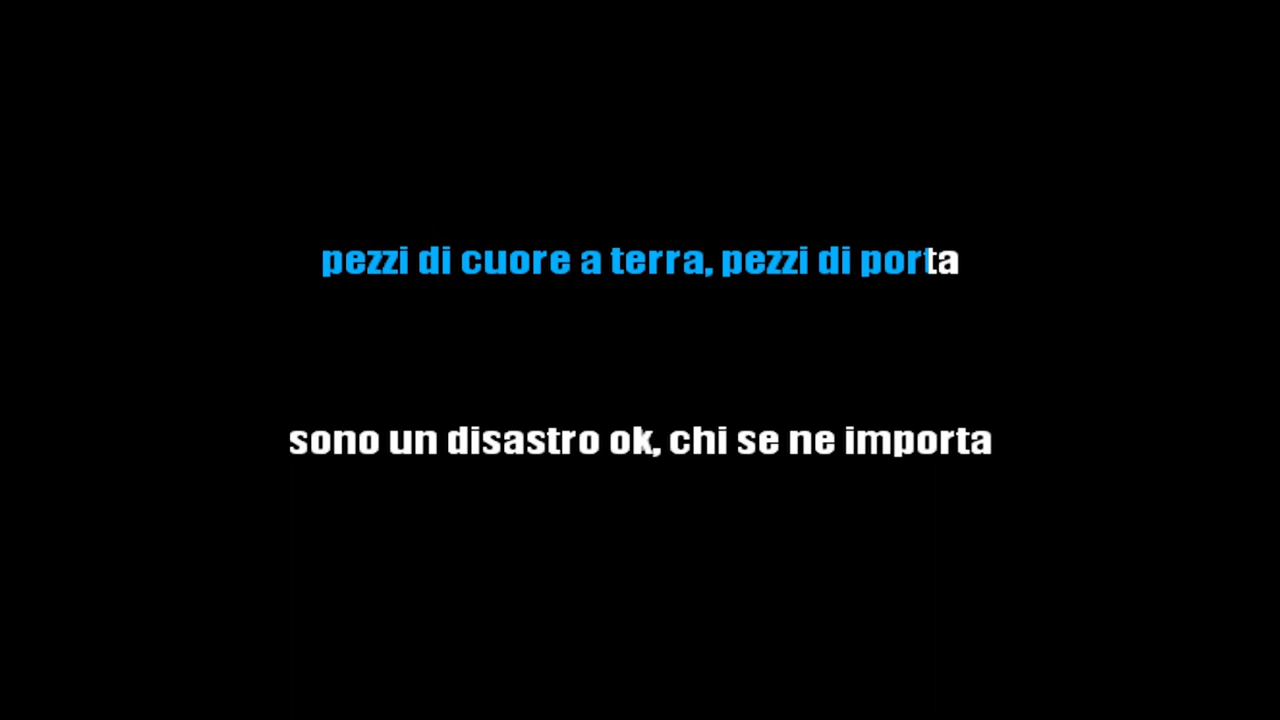 pezzi di cuore a terra, pezzi di porta
sono un disastro ok, chi se ne importa